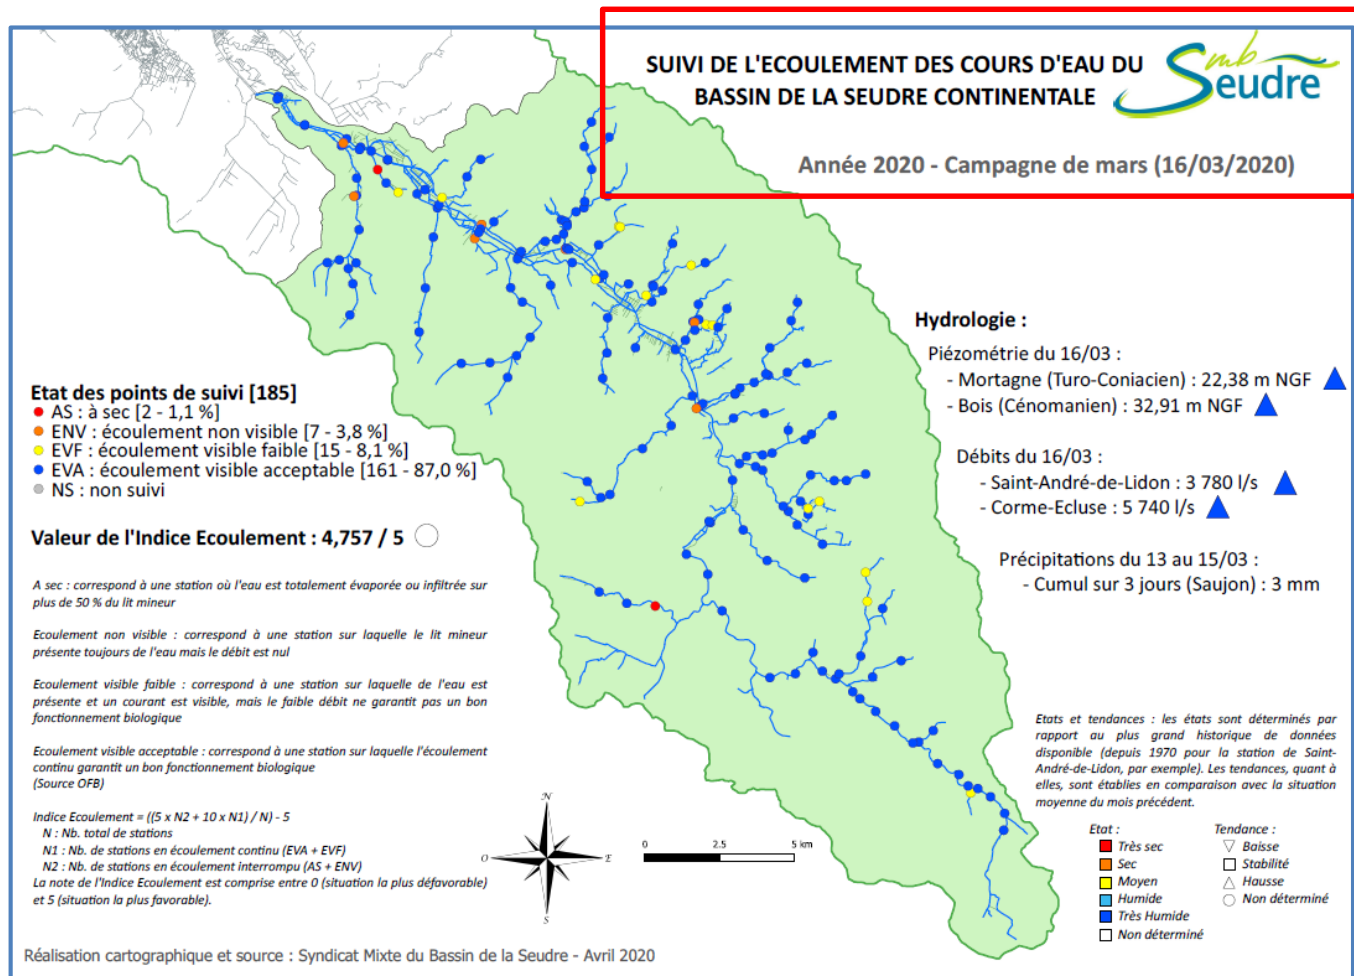 SUIVI DE L'ECOULEMENT DES COURS D'EAU DU
BASSIN DE LA SEUDRE CONTINENTALE
smb
Seudre
Année 2020 - Campagne de mars (16/03/2020)
Hydrologie :
Piézométrie du 16/03 :
- Mortagne (Turo-Coniacien) : 22,38 m NGF
- Bois (Cénomanien) : 32,91 m NGF
Débits du 16/03 :
- Saint-André-de-Lidon : 3 780 l/s
- Corme-Ecluse : 5 740 l/s
Précipitations du 13 au 15/03 :
- Cumul sur 3 jours (Saujon) : 3 mm
Etat des points de suivi [185]
AS : à sec [2 - 1,1 %]
ENV : écoulement non visible [7 - 3,8 %]
EVF : écoulement visible faible [15 - 8,1 %]
EVA : écoulement visible acceptable [161 - 87,0 %]
NS : non suivi
Valeur de l'Indice Ecoulement : 4,757 / 5
A sec : correspond à une station où l'eau est totalement évaporée ou infiltrée sur
plus de 50 % du lit mineur
Ecoulement non visible : correspond à une station sur laquelle le lit mineur
présente toujours de l'eau mais le débit est nul
Ecoulement visible faible : correspond à une station sur laquelle de l'eau est
présente et un courant est visible, mais le faible débit ne garantit pas un bon
fonctionnement biologique
Ecoulement visible acceptable : correspond à une station sur laquelle l'écoulement
continu garantit un bon fonctionnement biologique
(Source OFB)
Indice Ecoulement = ((5 x N2 + 10 x N1) / N) - 5
N : Nb. total de stations
N1 : Nb. de stations en écoulement continu (EVA + EVF)
N2 : Nb. de stations en écoulement interrompu (AS + ENV)
La note de l'Indice Ecoulement est comprise entre 0 (situation la plus défavorable)
et 5 (situation la plus favorable).
N
O
E
S
0 2.5 5 km
Etats et tendances : les états sont déterminés par
rapport au plus grand historique de données
disponible (depuis 1970 pour la station de Saint-
André-de-Lidon, par exemple). Les tendances, quant à
elles, sont établies en comparaison avec la situation
moyenne du mois précédent.
Etat :
Très sec
Sec
Moyen
Humide
Très Humide
Non déterminé
Tendance :
Baisse
Stabilité
Hausse
Non déterminé
Réalisation cartographique et source : Syndicat Mixte du Bassin de la Seudre - Avril 2020